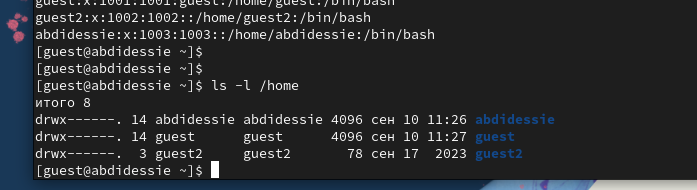 guest:x:1001:1001:guest:/home/guest:/bin/bash
guest2:x:1002:1002::/home/guest2:/bin/bash
abdidessie:x:1003:1003::/home/abdidessie:/bin/bash
[guest@abdidessie ~]$
[guest@abdidessie ~]$
[guest@abdidessie ~]$ ls -l /home
итого 8
drwx------. 14 abdidessie abdidessie 4096 сен 10 11:26 abdidessie
drwx------. 14 guest      guest      4096 сен 10 11:27 guest
drwx------.  3 guest2     guest2       78 сен 17  2023 guest2
[guest@abdidessie ~]$